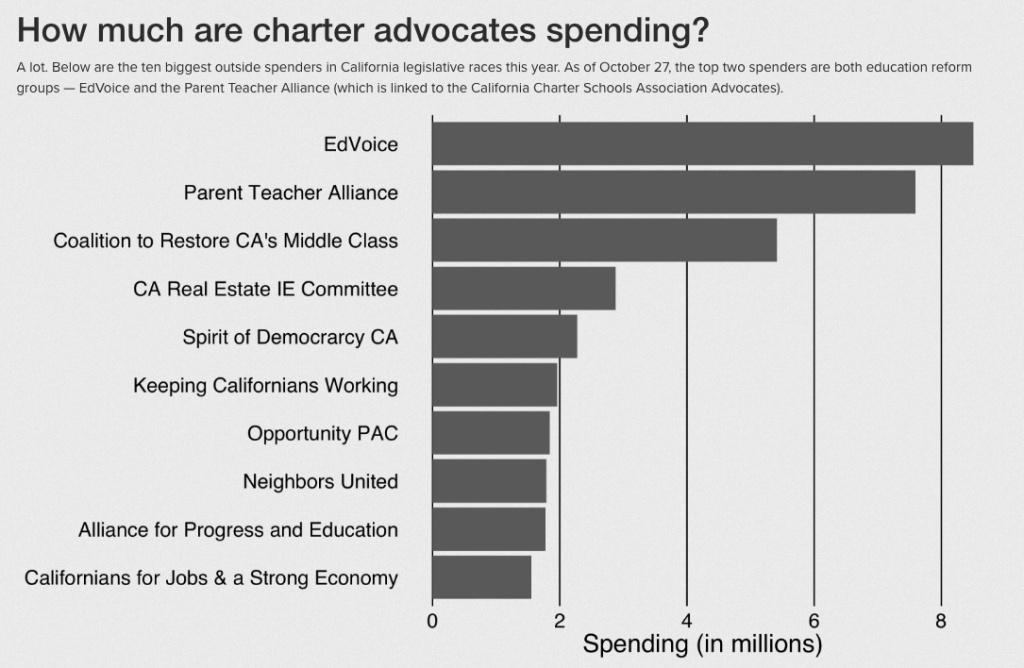 How much are charter advocates spending?
A lot. Below are the ten biggest outside spenders in California legislative races this year. As of October 27, the top two spenders are both education reform
groups — EdVoice and the Parent Teacher Alliance (which is linked to the California Charter Schools Association Advocates).
EdVoice
Parent Teacher Alliance
Coalition to Restore CA's Middle Class
CA Real Estate IE Committee
Spirit of Democrarcy CA
Keeping Californians Working
Opportunity PAC
Neighbors United
Alliance for Progress and Education
Californians for Jobs & a Strong Economy
0 2 4 6 8
Spending (in millions)